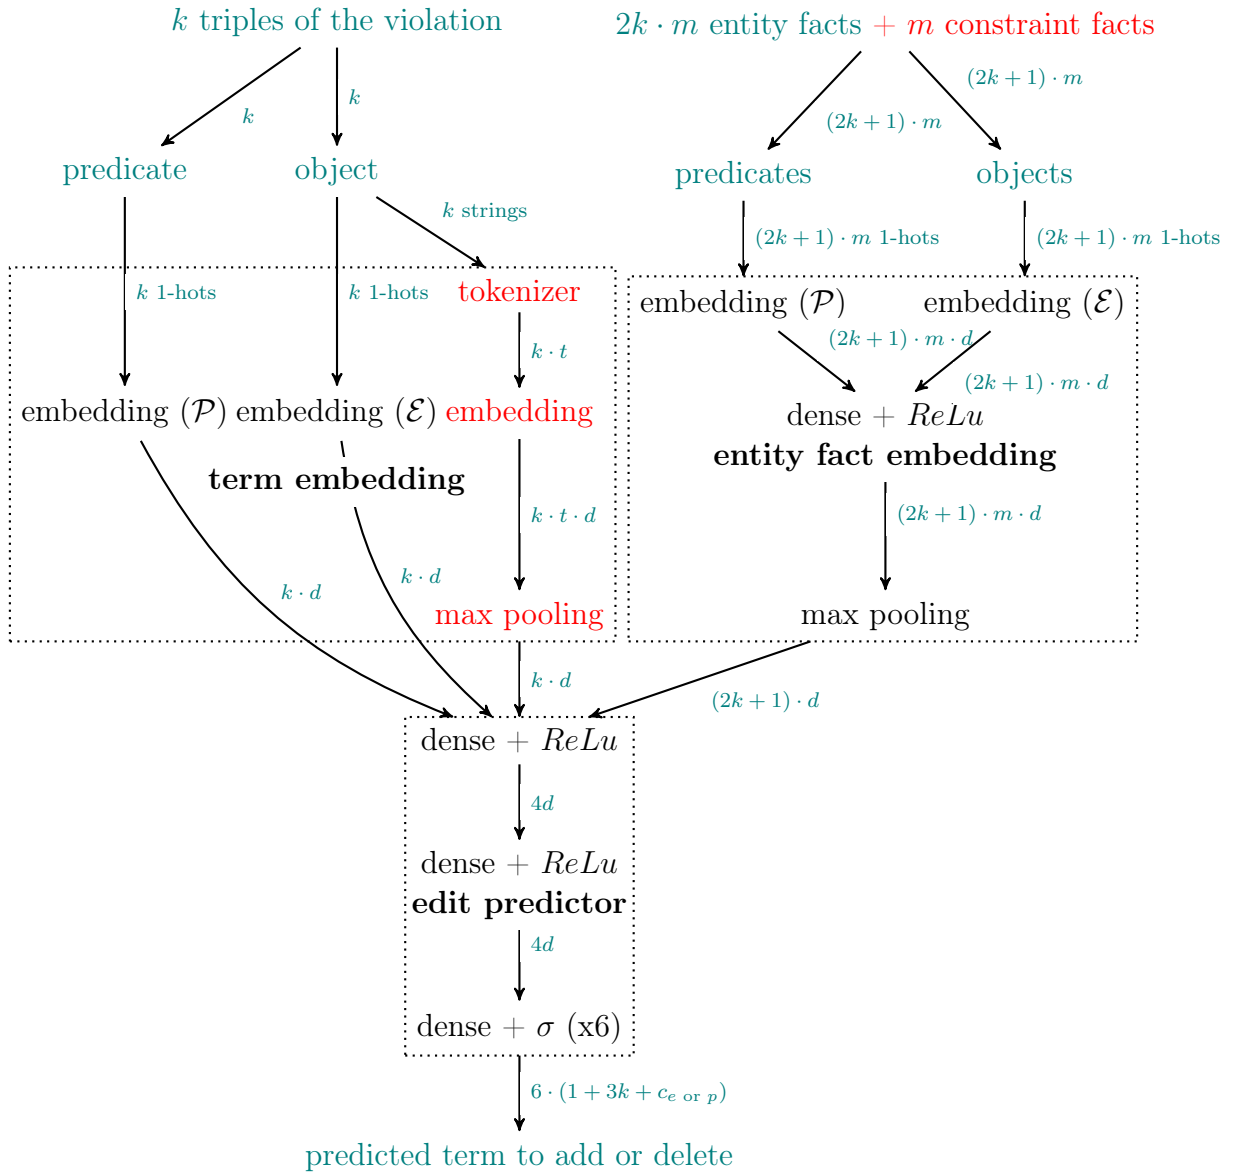 k triples of the violation
2k · m entity facts + m constraint facts
k
k
(2k + 1) · m
(2k + 1) · m
predicate
object
predicates
objects
k strings
(2k + 1) · m 1-hots
(2k + 1) · m 1-hots
k 1-hots
k 1-hots
tokenizer
embedding (𝒫)
embedding (ℰ)
k · t
(2k + 1) · m · d
(2k + 1) · m · d
embedding (𝒫)
embedding (ℰ)
embedding
dense + ReLu
entity fact embedding
term embedding
k · t · d
(2k + 1) · m · d
k · d
k · d
max pooling
max pooling
k · d
(2k + 1) · d
dense + ReLu
4d
dense + ReLu
edit predictor
4d
dense + σ (x6)
6 · (1 + 3k + c_{e or p})
predicted term to add or delete